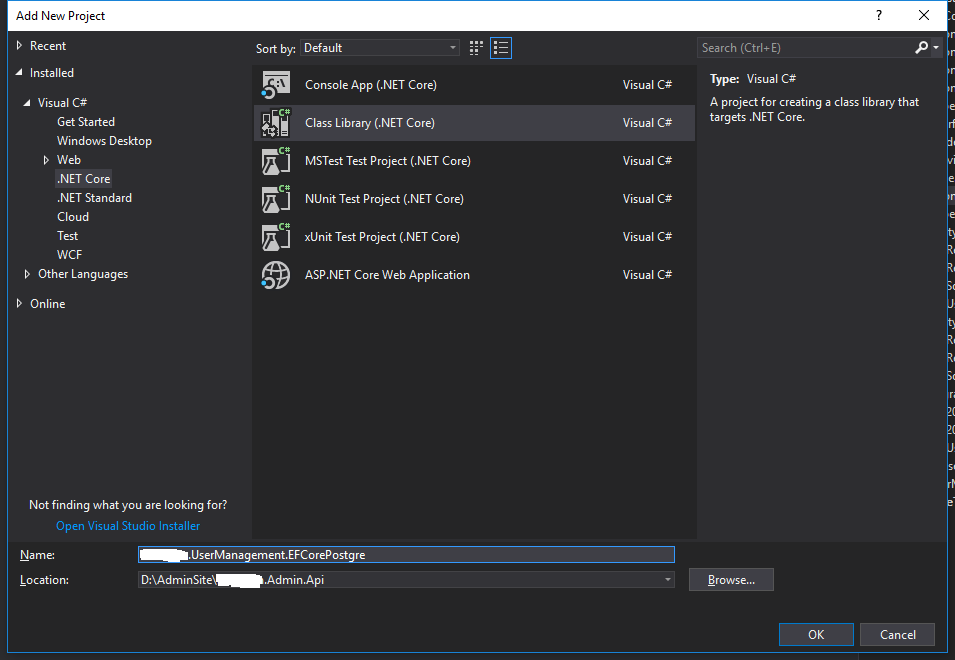 Add New Project
?
Recent
Installed
Visual C#
Get Started
Windows Desktop
Web
.NET Core
.NET Standard
Cloud
Test
WCF
Other Languages
Online
Not finding what you are looking for?
Open Visual Studio Installer
Sort by: Default
Console App (.NET Core) Visual C#
Class Library (.NET Core) Visual C#
MSTest Test Project (.NET Core) Visual C#
NUnit Test Project (.NET Core) Visual C#
xUnit Test Project (.NET Core) Visual C#
ASP.NET Core Web Application Visual C#
Search (Ctrl+E)
Type: Visual C#
A project for creating a class library that
targets .NET Core.
Name: .UserManagement.EFCorePostgre
Location: D:\AdminSite\ .Admin.Api
Browse...
OK Cancel